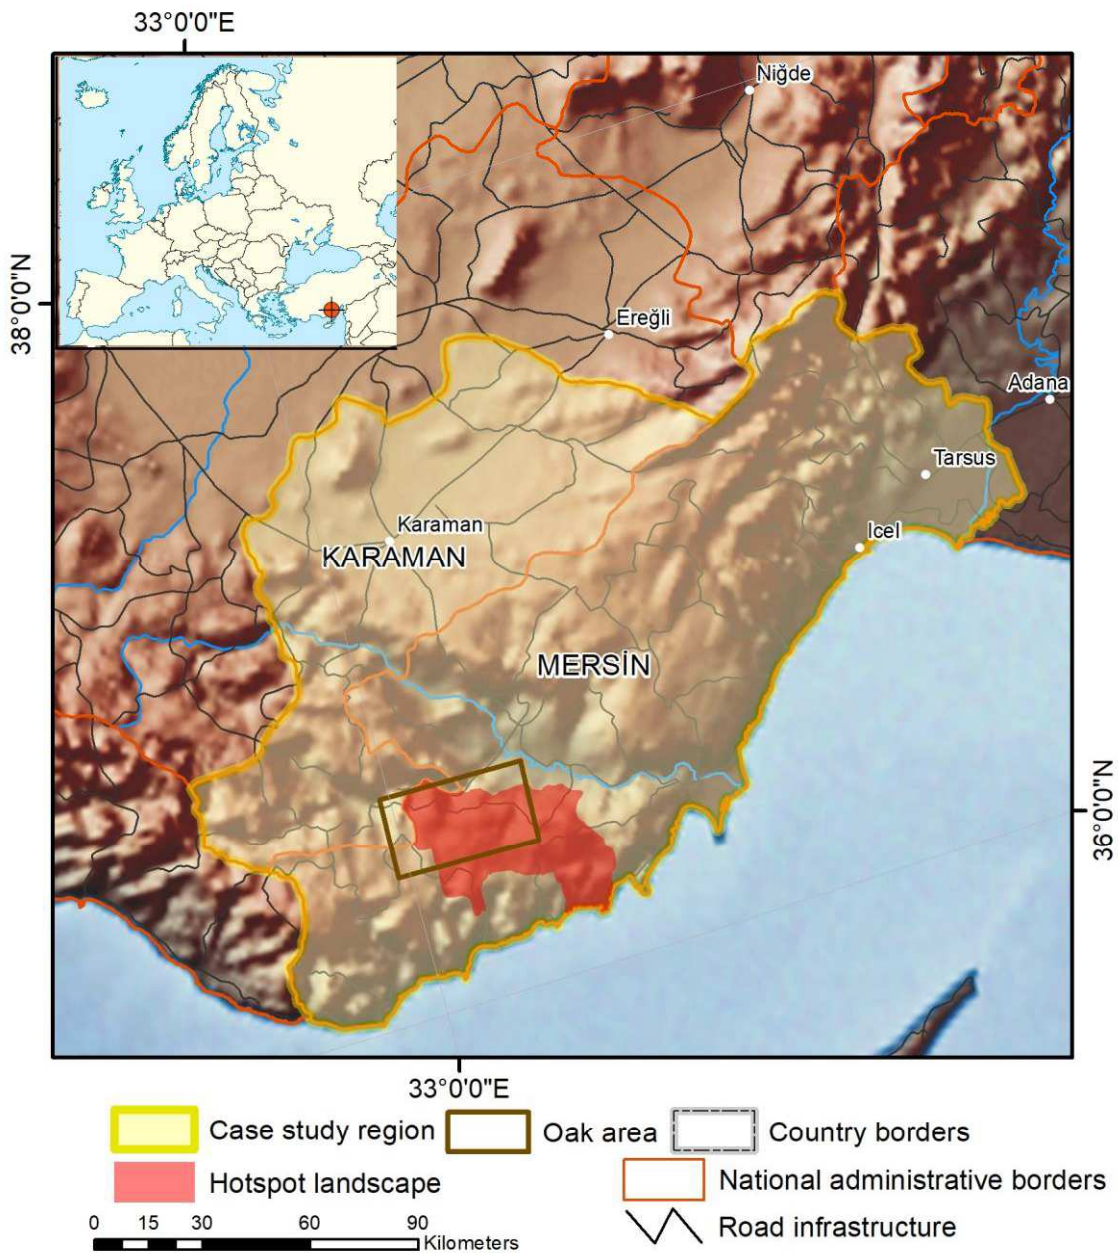 33°0'0"E
Niğde
38°0'0"N
Ereğli
Adana
Tarsus
Karaman
Icel
KARAMAN
MERSİN
36°0'0"N
33°0'0"E
Case study region
Oak area
Country borders
Hotspot landscape
National administrative borders
0 15 30 60 90
Kilometers
Road infrastructure